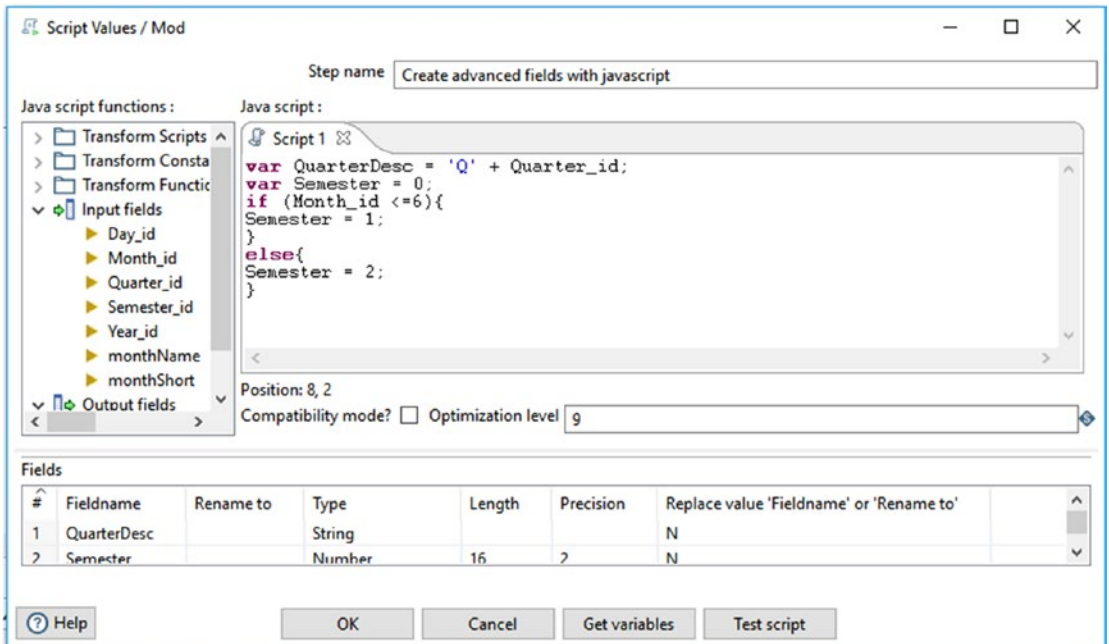 Script Values / Mod
Step name Create advanced fields with javascript
Java script functions :
Transform Scripts
Transform Consta
Transform Functic
Input fields
Day_id
Month_id
Quarter_id
Semester_id
Year_id
monthName
monthShort
Output fields
Java script :
Script 1
var QuarterDesc = 'Q' + Quarter_id;
var Semester = 0;
if (Month_id <=6){
Semester = 1;
}
else{
Semester = 2;
}
Position: 8, 2
Compatibility mode? Optimization level 9
Fields
# Fieldname Rename to Type Length Precision Replace value 'Fieldname' or 'Rename to'
1 QuarterDesc String N
2 Semester Number 16 2 N
Help OK Cancel Get variables Test script